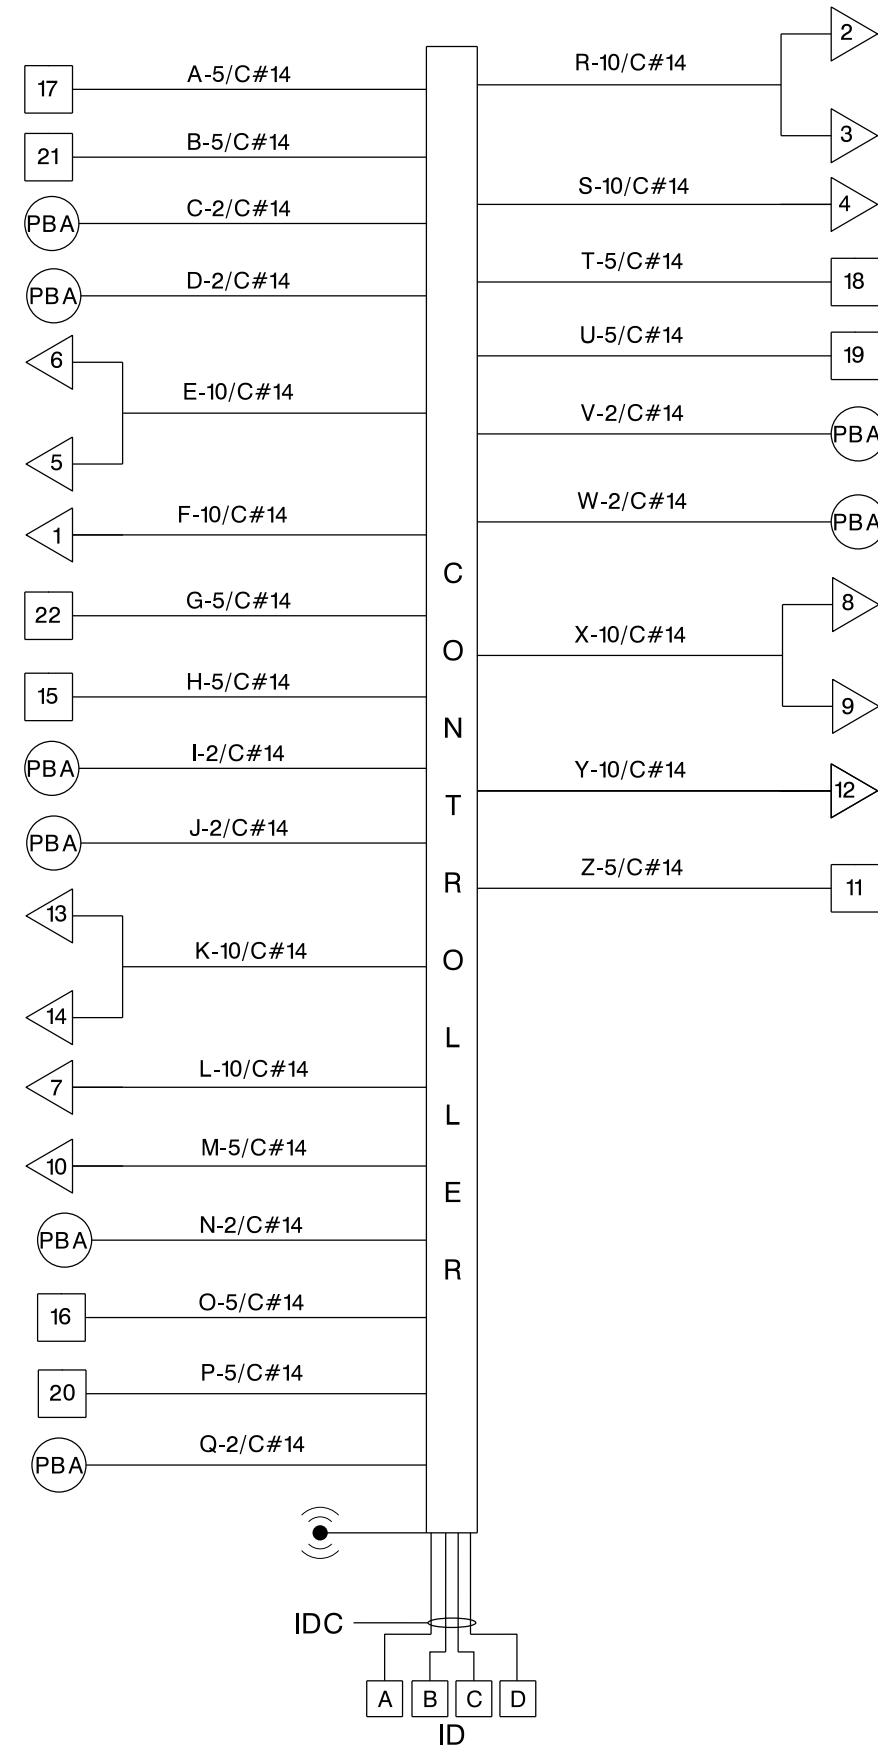 17 A-5/C#14
21 B-5/C#14
PBA C-2/C#14
PBA D-2/C#14
6
E-10/C#14
5
1 F-10/C#14
22 G-5/C#14
15 H-5/C#14
PBA I-2/C#14
PBA J-2/C#14
13
K-10/C#14
14
7 L-10/C#14
10 M-5/C#14
PBA N-2/C#14
16 O-5/C#14
20 P-5/C#14
PBA Q-2/C#14
CONTROLLER
2
R-10/C#14
3
S-10/C#14 4
T-5/C#14 18
U-5/C#14 19
V-2/C#14 PBA
W-2/C#14 PBA
8
X-10/C#14
9
Y-10/C#14 12
Z-5/C#14 11
IDC
A B C D
ID